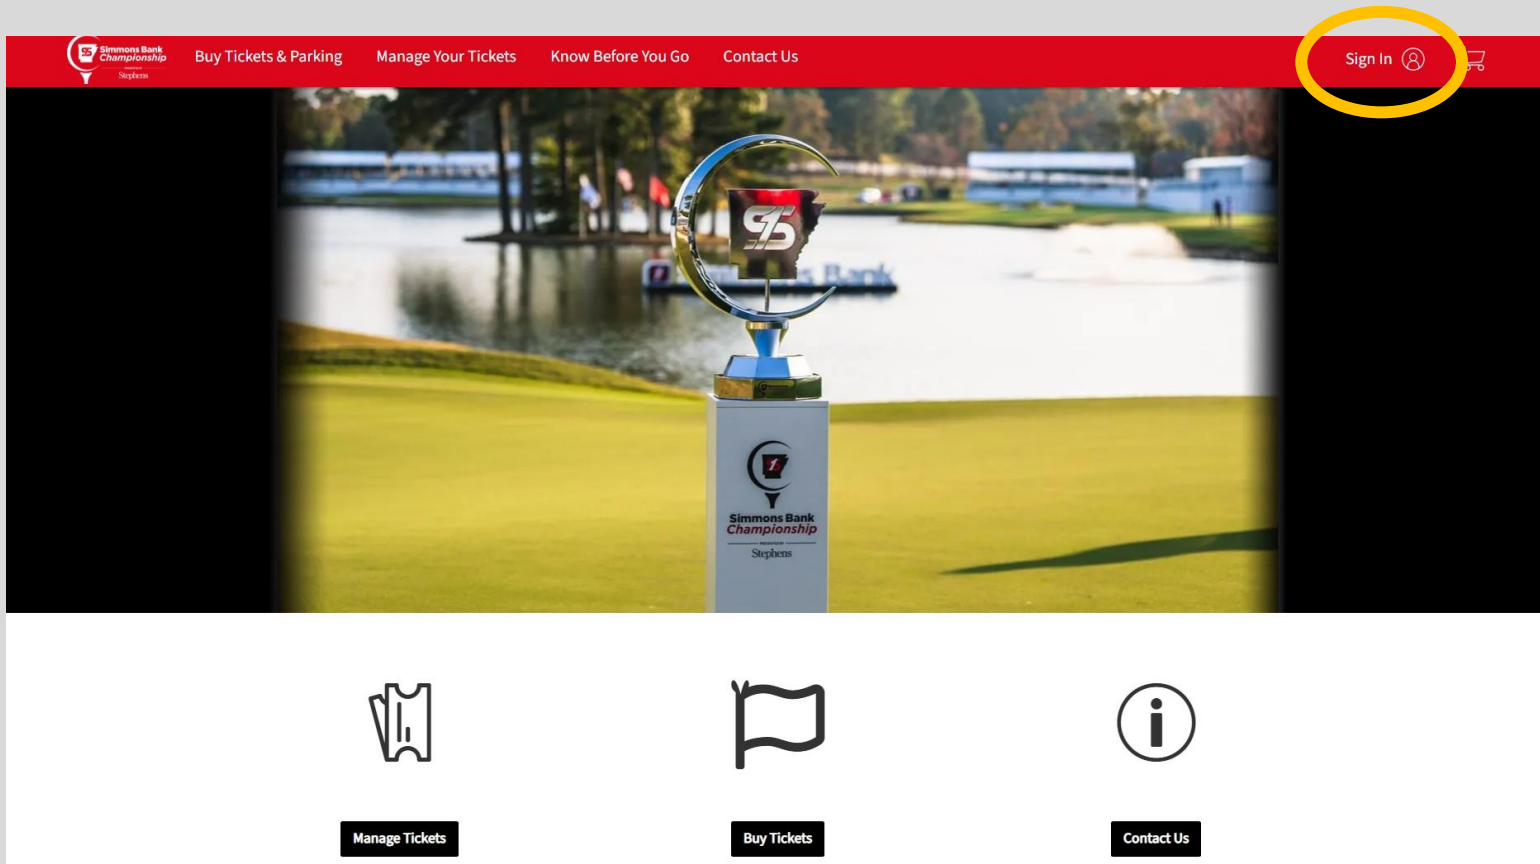 Simmons Bank
Championship
Stephens
Buy Tickets & Parking
Manage Your Tickets
Know Before You Go
Contact Us
Sign In
Bank
Simmons Bank
Championship
Stephens
Manage Tickets
Buy Tickets
Contact Us